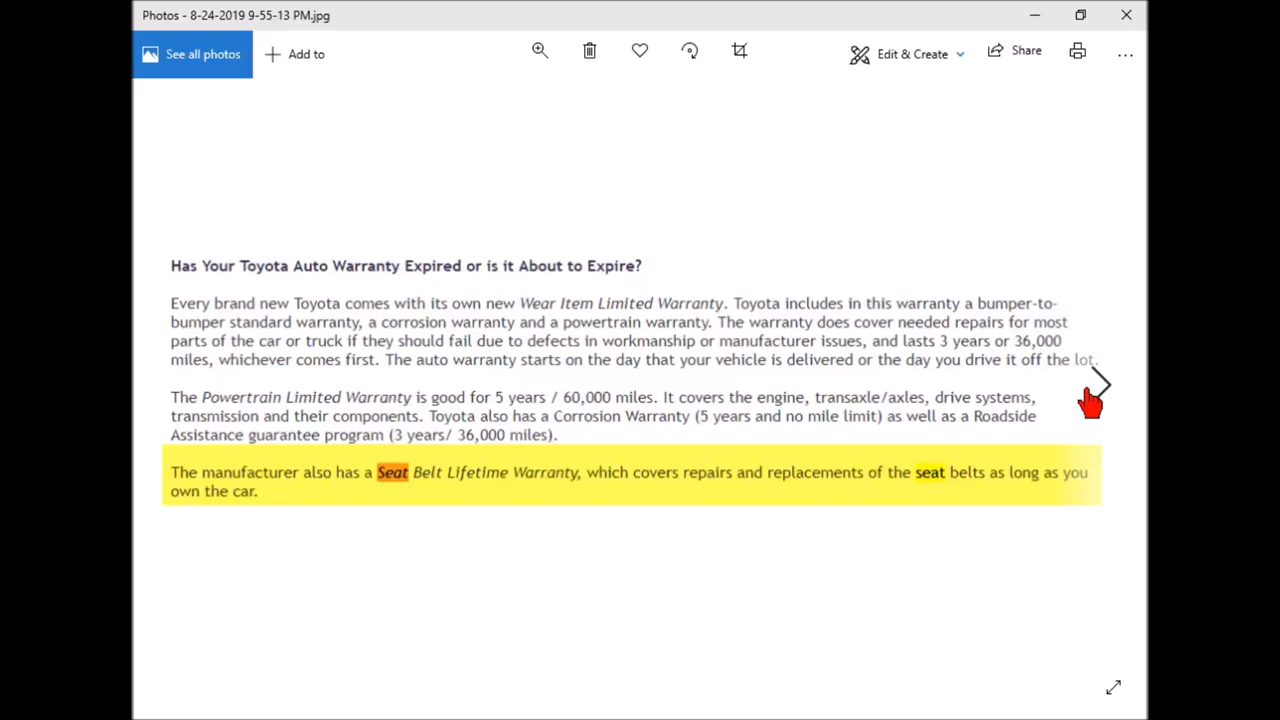 Photos - 8-24-2019 9-55-13 PM.jpg
See all photos
Add to
Edit & Create
Share
Has Your Toyota Auto Warranty Expired or is it About to Expire?
Every brand new Toyota comes with its own new Wear Item Limited Warranty. Toyota includes in this warranty a bumper-to-
bumper standard warranty, a corrosion warranty and a powertrain warranty. The warranty does cover needed repairs for most
parts of the car or truck if they should fail due to defects in workmanship or manufacturer issues, and lasts 3 years or 36,000
miles, whichever comes first. The auto warranty starts on the day that your vehicle is delivered or the day you drive it off the lot.
The Powertrain Limited Warranty is good for 5 years / 60,000 miles. It covers the engine, transaxle/axles, drive systems,
transmission and their components. Toyota also has a Corrosion Warranty (5 years and no mile limit) as well as a Roadside
Assistance guarantee program (3 years/ 36,000 miles).
The manufacturer also has a Seat Belt Lifetime Warranty, which covers repairs and replacements of the seat belts as long as you
own the car.